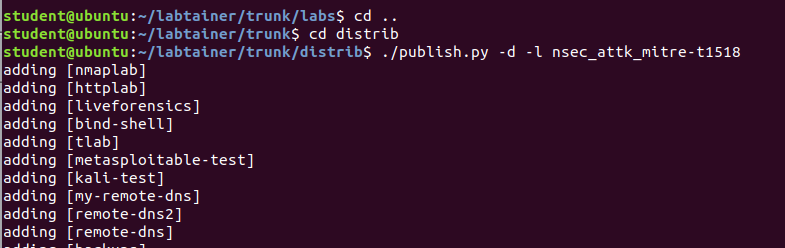 student@ubuntu:~/labtainer/trunk/labs$ cd ..
student@ubuntu:~/labtainer/trunk$ cd distrib
student@ubuntu:~/labtainer/trunk/distrib$ ./publish.py -d -l nsec_attk_mitre-t1518
adding [nmaplab]
adding [httplab]
adding [liveforensics]
adding [bind-shell]
adding [tlab]
adding [metasploitable-test]
adding [kali-test]
adding [my-remote-dns]
adding [remote-dns2]
adding [remote-dns]
adding